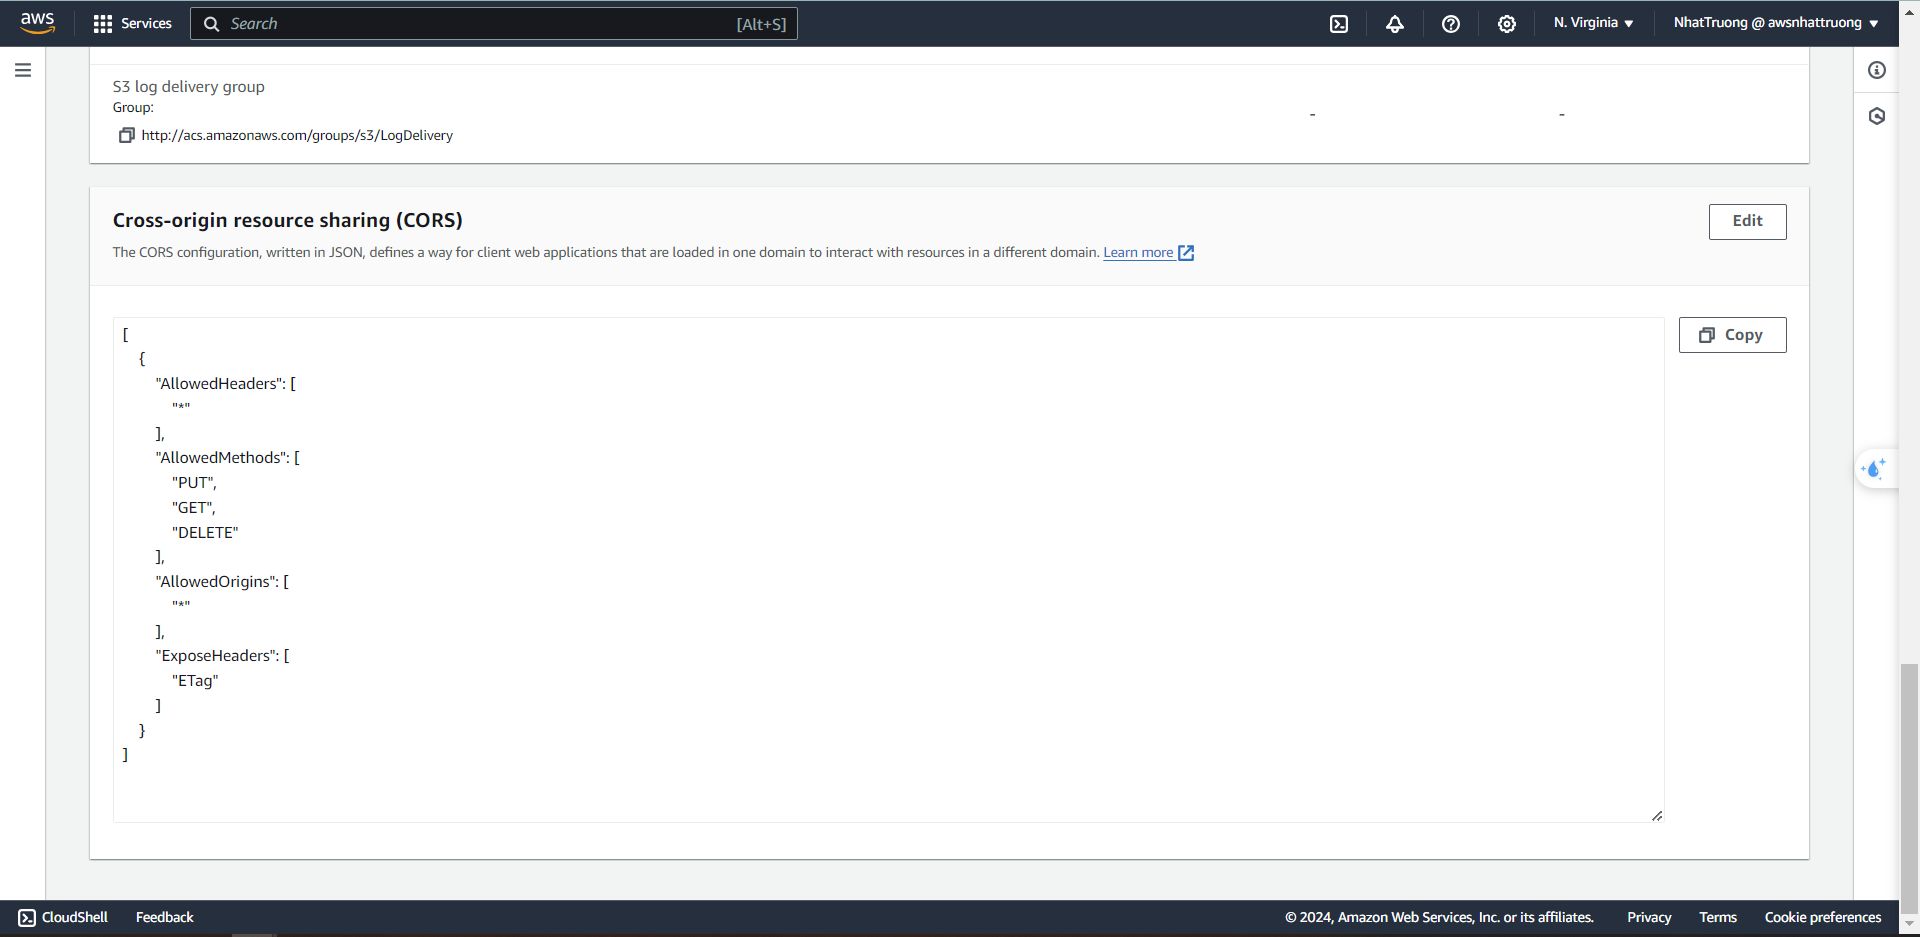 aws
Services
Search
[Alt+S]
N. Virginia
NhatTruong @ awsnhattruong
S3 log delivery group
Group:
http://acs.amazonaws.com/groups/s3/LogDelivery
-
-
Cross-origin resource sharing (CORS)
Edit
The CORS configuration, written in JSON, defines a way for client web applications that are loaded in one domain to interact with resources in a different domain. Learn more
Copy
[
{
"AllowedHeaders": [
"*"
],
"AllowedMethods": [
"PUT",
"GET",
"DELETE"
],
"AllowedOrigins": [
"*"
],
"ExposeHeaders": [
"ETag"
]
}
]
CloudShell
Feedback
© 2024, Amazon Web Services, Inc. or its affiliates.
Privacy
Terms
Cookie preferences